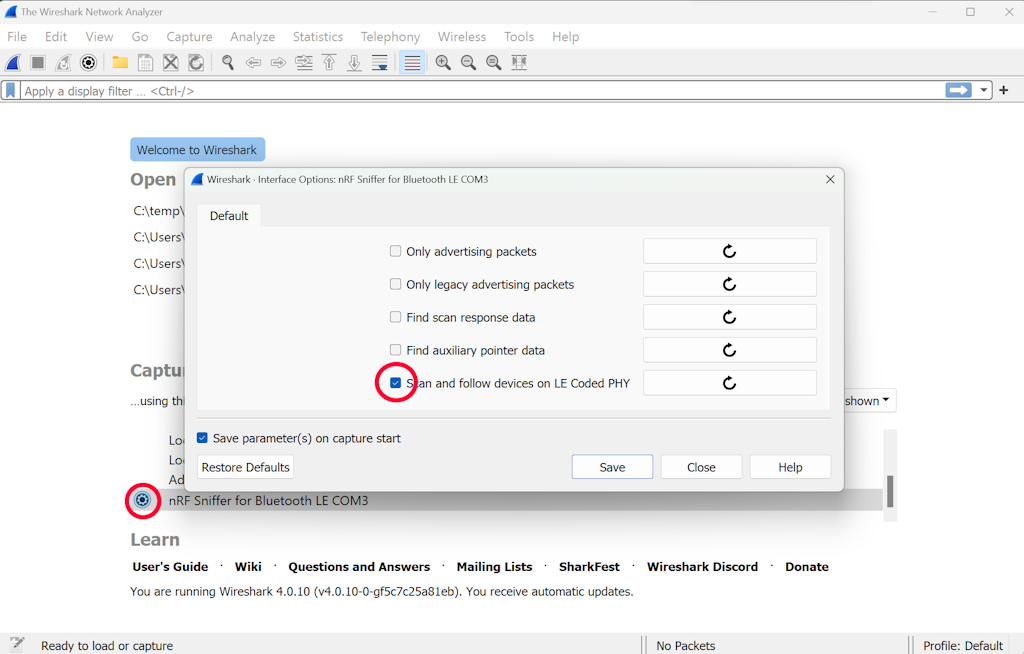 The Wireshark Network Analyzer
File Edit View Go Capture Analyze Statistics Telephony Wireless Tools Help
Apply a display filter ... <Ctrl-/>
Welcome to Wireshark
Open
C:\temp\
C:\Users\
C:\Users\
C:\Users\
Wireshark · Interface Options: nRF Sniffer for Bluetooth LE COM3
Default
Only advertising packets
Only legacy advertising packets
Find scan response data
Find auxiliary pointer data
Scan and follow devices on LE Coded PHY
Save parameter(s) on capture start
Restore Defaults Save Close Help
Captu
...using thi
shown
Lo
Lo
Ad
nRF Sniffer for Bluetooth LE COM3
Learn
User's Guide · Wiki · Questions and Answers · Mailing Lists · SharkFest · Wireshark Discord · Donate
You are running Wireshark 4.0.10 (v4.0.10-0-gf5c7c25a81eb). You receive automatic updates.
Ready to load or capture No Packets Profile: Default